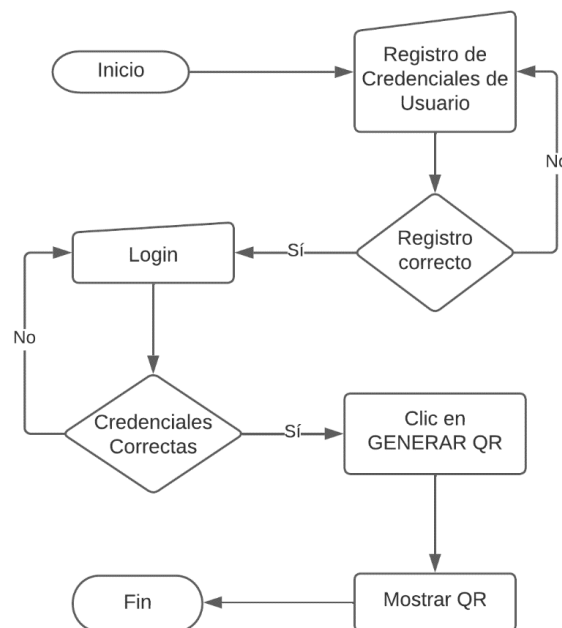 Inicio
Registro de
Credenciales de
Usuario
No
Registro
correcto
Sí
Login
No
Credenciales
Correctas
Sí
Clic en
GENERAR QR
Mostrar QR
Fin